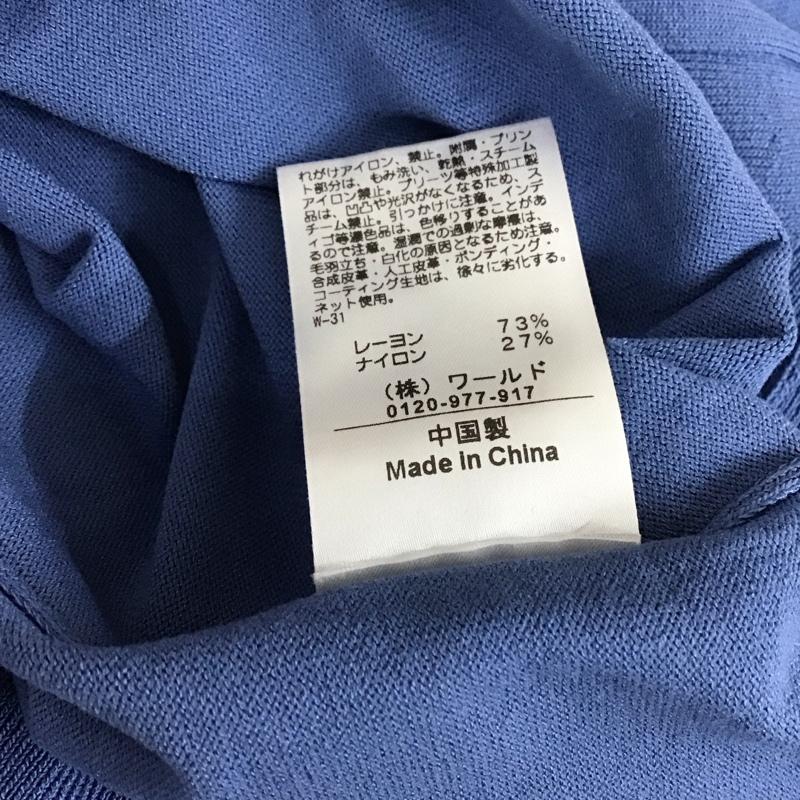 れがけアイロン、禁止。附属・プリン
ト部分は、もみ洗い、乾熱・スチーム
アイロン禁止。プリーツ等特殊加工製
品は、凹凸や光沢がなくなるため、ス
チーム禁止。引っかけに注意。インデ
ィゴ等濃色品は、色移りすることがあ
るので注意。湿潤での過剰な摩擦は、
毛羽立ち・白化の原因となるため注意。
合成皮革・人工皮革・ボンディング・
コーティング生地は、徐々に劣化する。
ネット使用。
W-31
レーヨン 73%
ナイロン 27%
（株）ワールド
0120-977-917
中国製
Made in China